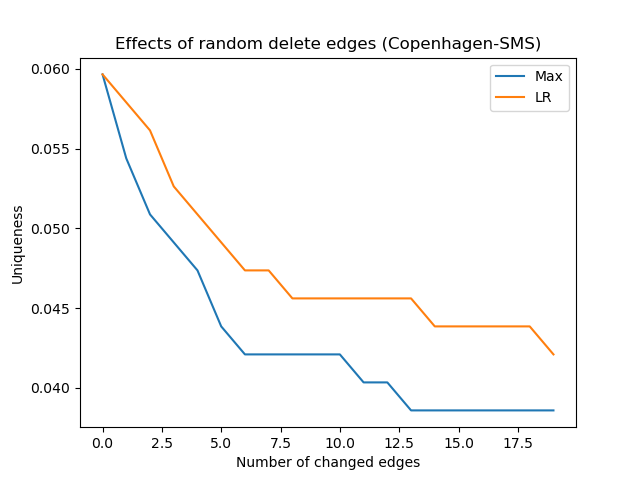 Effects of random delete edges (Copenhagen-SMS)
Max
LR
Uniqueness
0.060
0.055
0.050
0.045
0.040
0.0 2.5 5.0 7.5 10.0 12.5 15.0 17.5
Number of changed edges